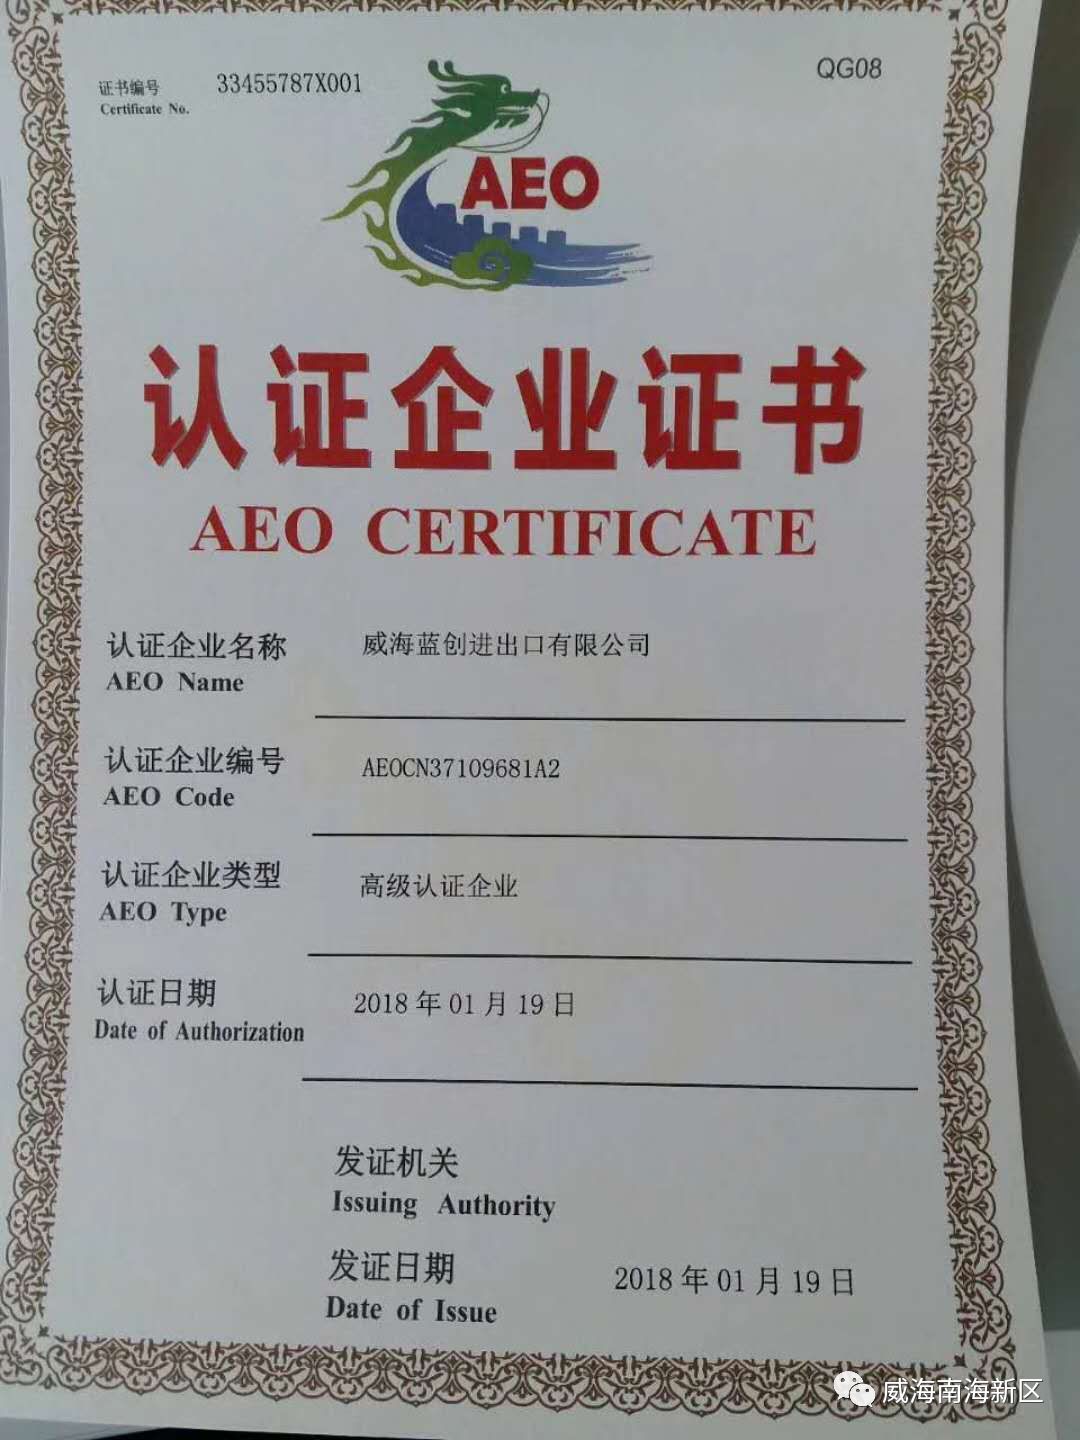 证书编号 33455787X001
Certificate No.
QG08
AEO
认证企业证书
AEO CERTIFICATE
认证企业名称 威海蓝创进出口有限公司
AEO Name
认证企业编号 AEOCN37109681A2
AEO Code
认证企业类型 高级认证企业
AEO Type
认证日期 2018年01月19日
Date of Authorization
发证机关
Issuing Authority
发证日期 2018年01月19日
Date of Issue
威海南海新区